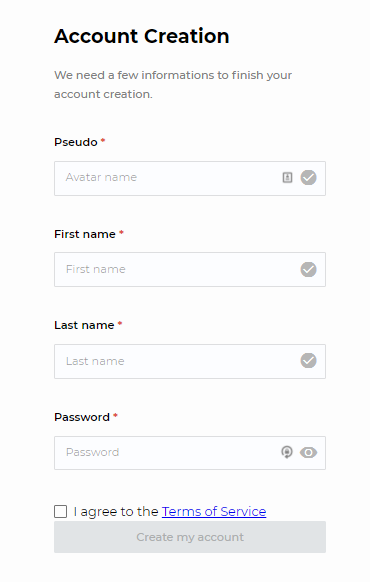 Account Creation
We need a few informations to finish your
account creation.
Pseudo *
Avatar name
First name *
First name
Last name *
Last name
Password *
Password
I agree to the Terms of Service
Create my account